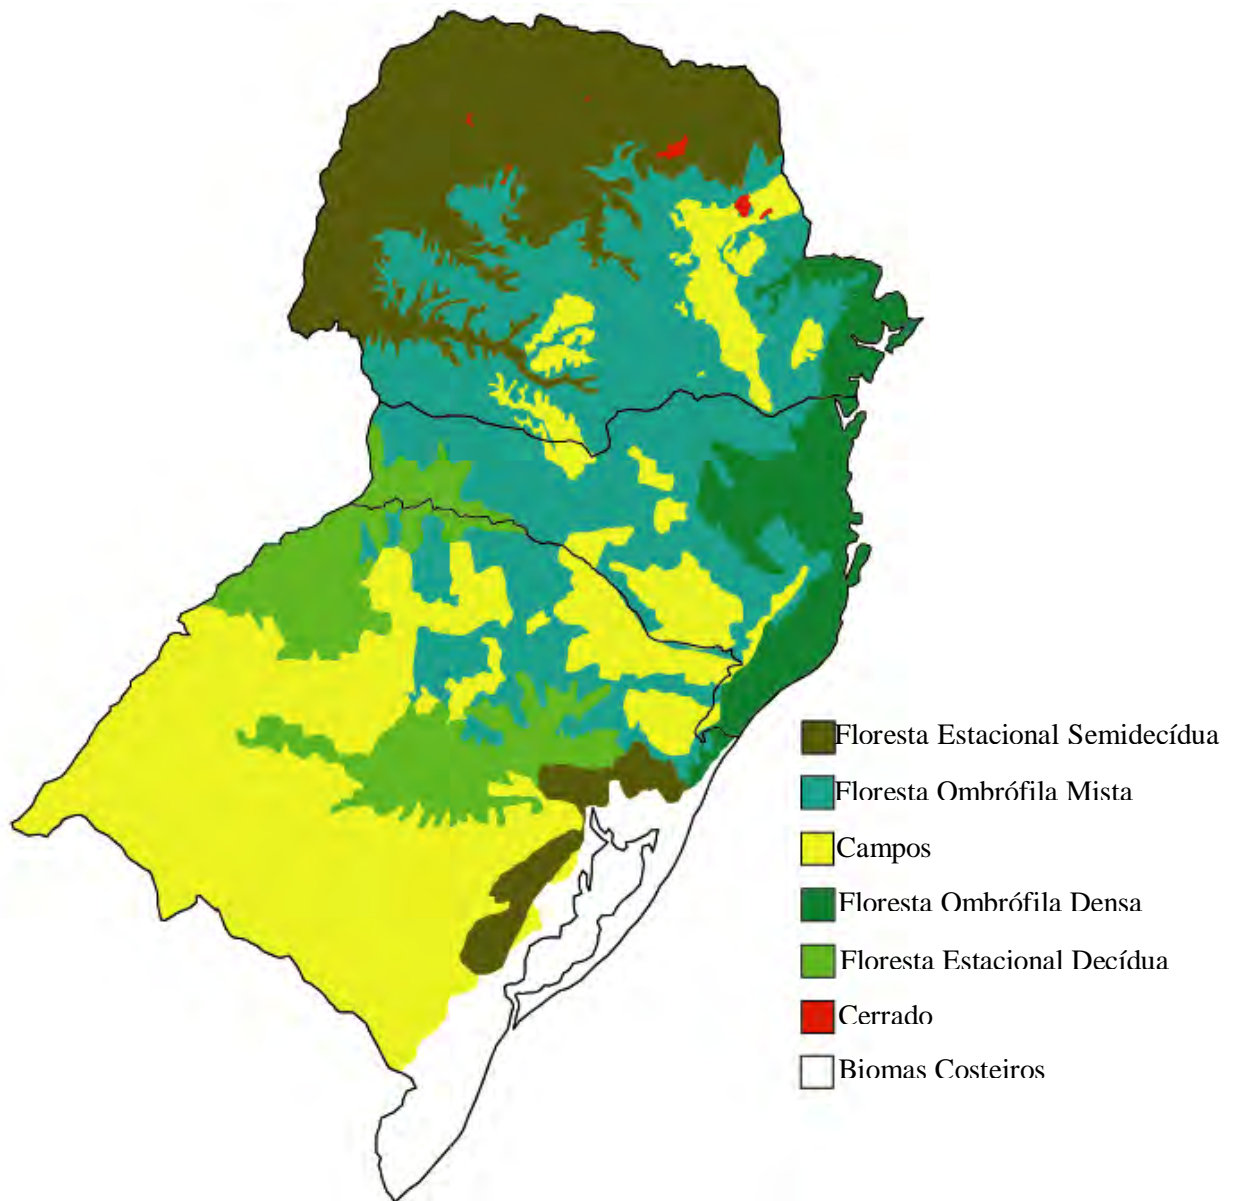 Floresta Estacional Semidecídua
Floresta Ombrófila Mista
Campos
Floresta Ombrófila Densa
Floresta Estacional Decídua
Cerrado
Biomas Costeiros